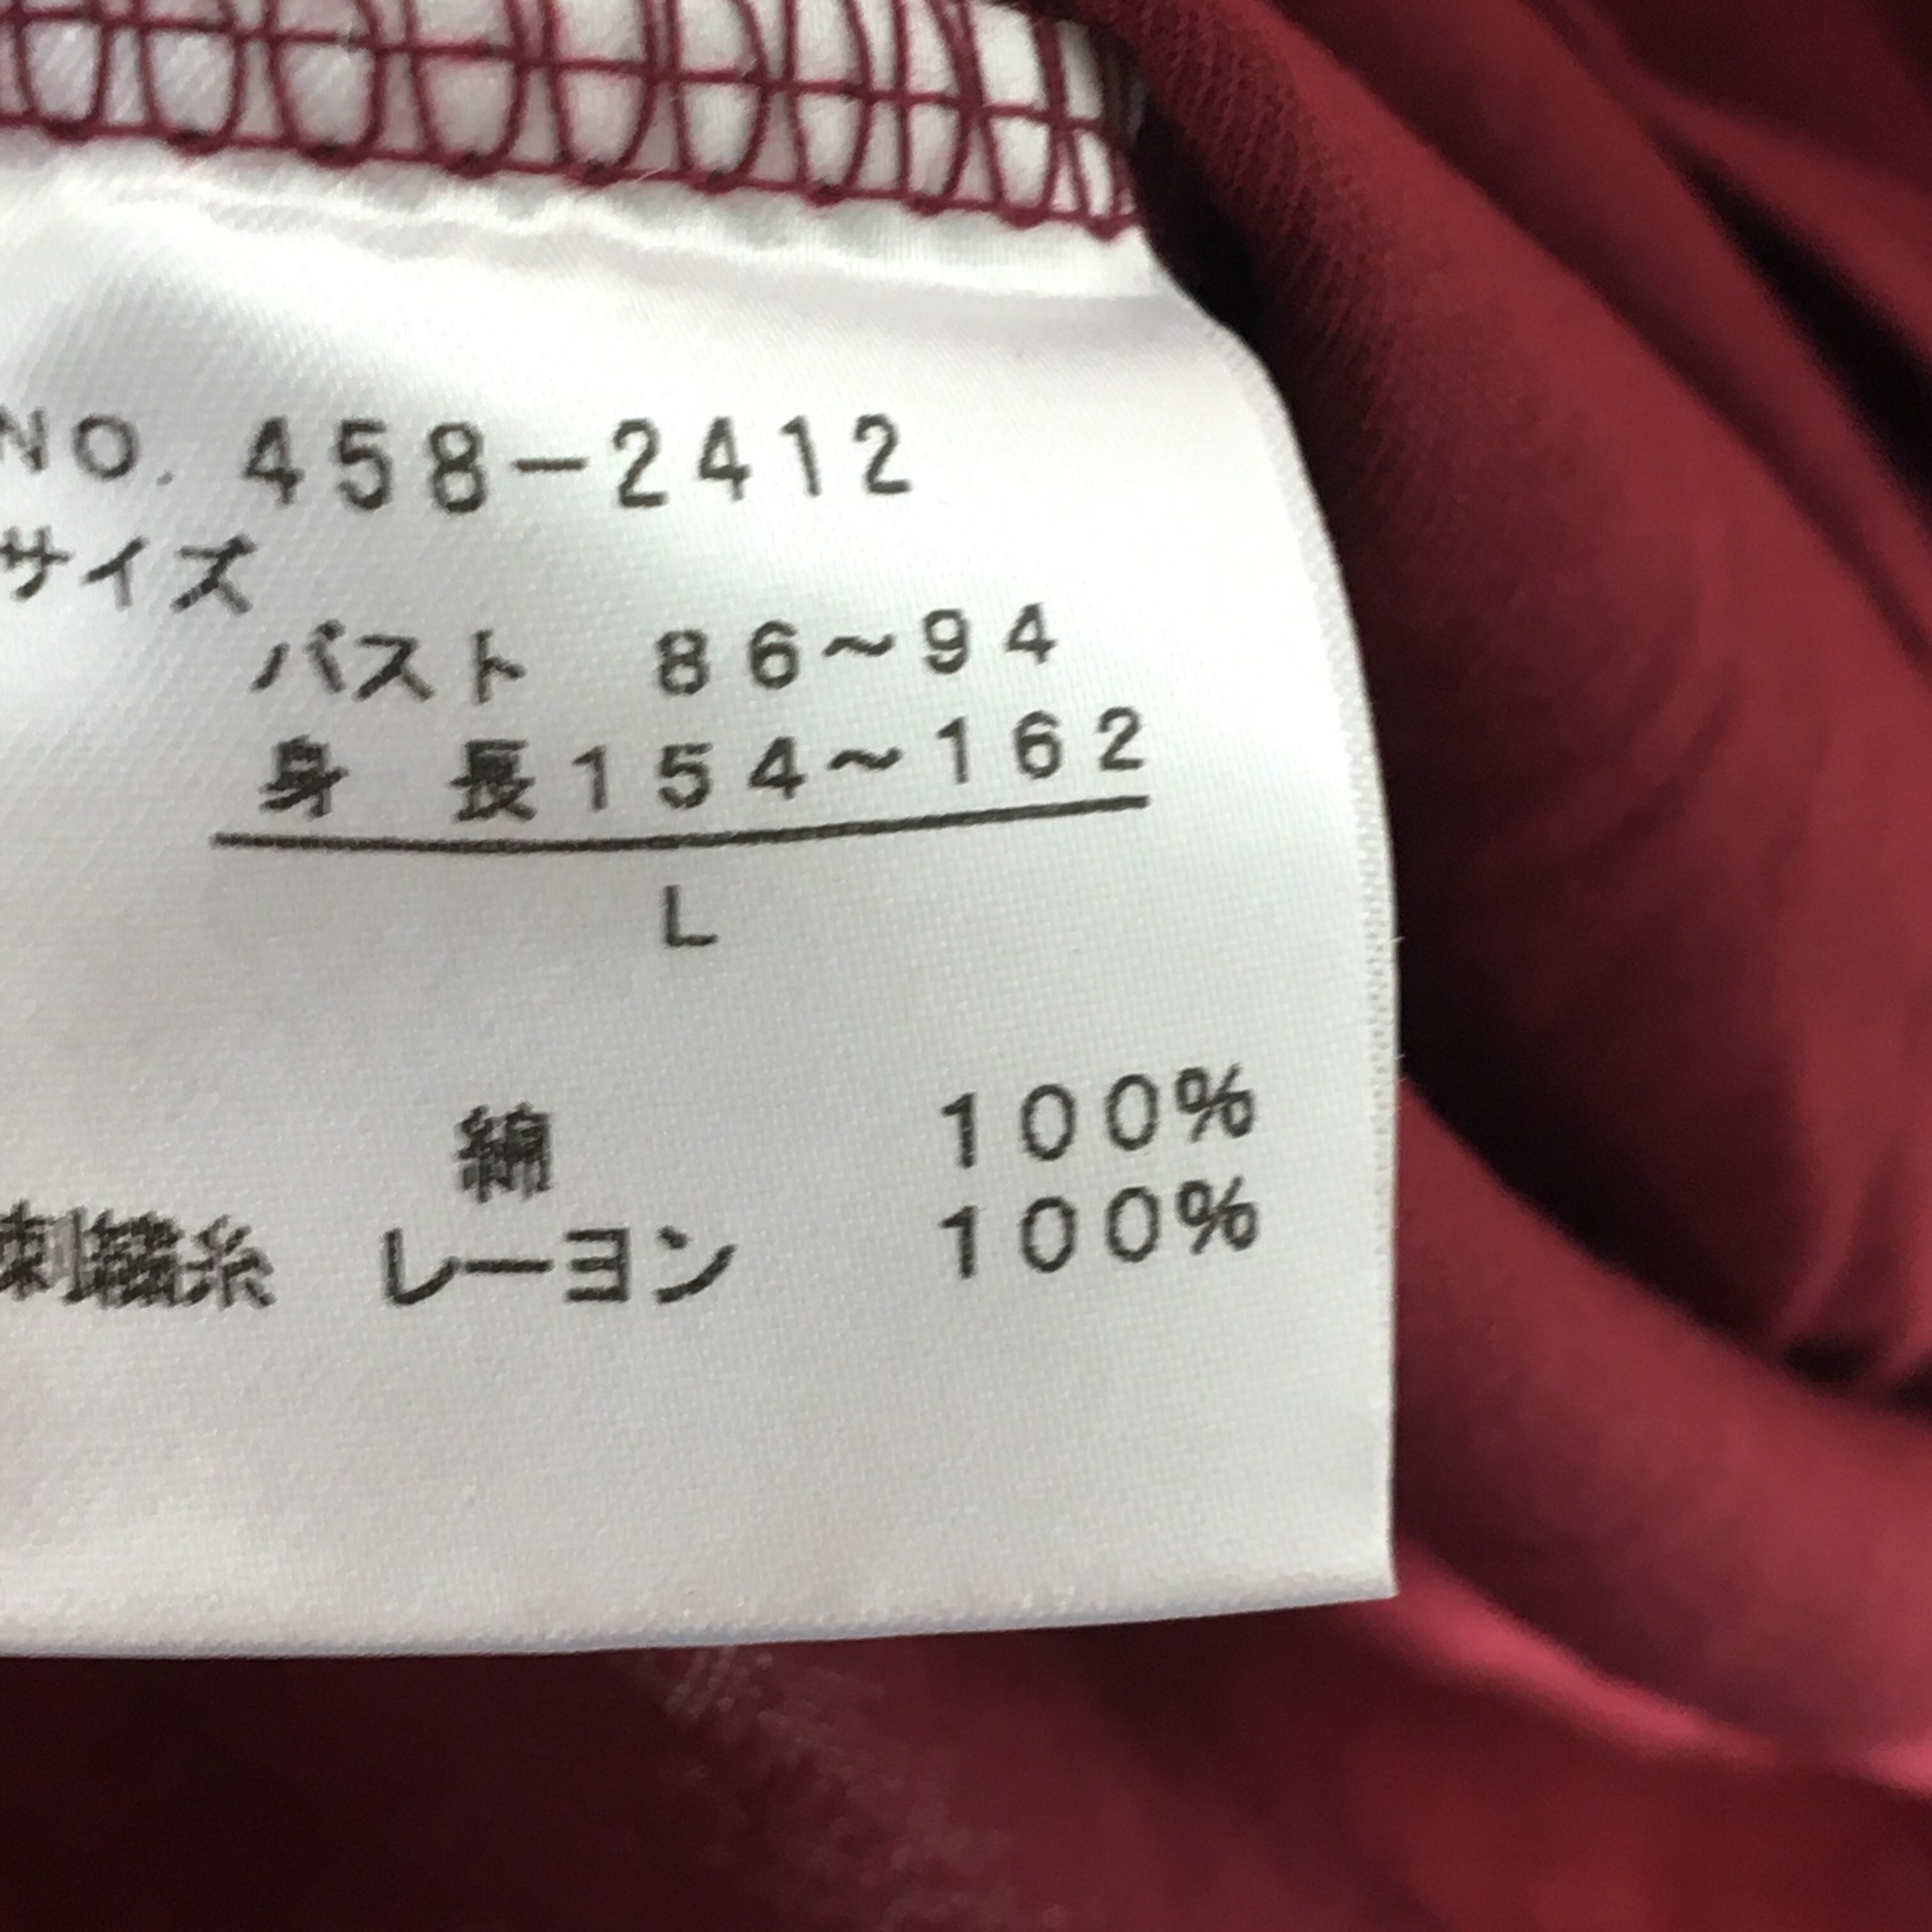 NO. 458-2412
サイズ
バスト 86~94
身 長154~162
L
綿 100%
刺繍糸 レーヨン 100%